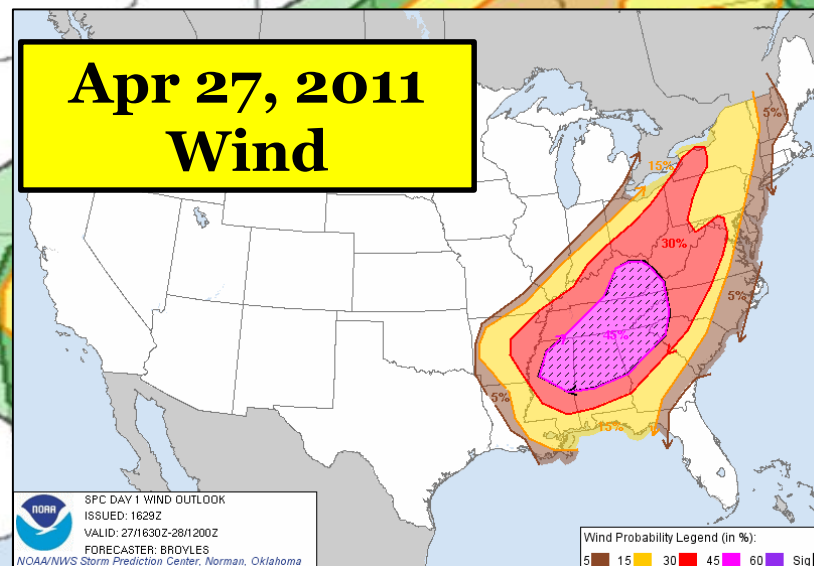 Apr 27, 2011
Wind
5%
15%
30%
5%
45%
5%
15%
NOAA
SPC DAY 1 WIND OUTLOOK
ISSUED: 1629Z
VALID: 27/1630Z-28/1200Z
FORECASTER: BROYLES
NOAA/NWS Storm Prediction Center, Norman, Oklahoma
Wind Probability Legend (in %):
5 15 30 45 60 Sig